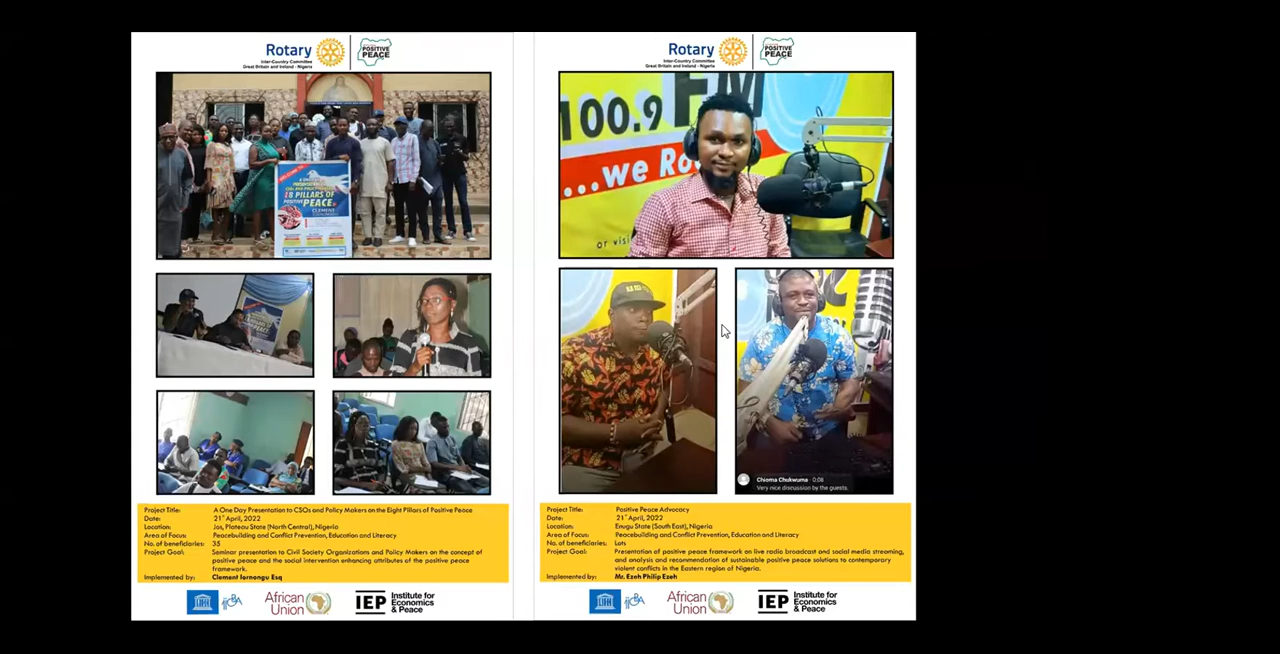 Rotary
Inter-Country Committee
Great Britain and Ireland - Nigeria
POSITIVE
PEACE
8 PILLARS OF
POSITIVE PEACE
CLEMENT
Project Title: A One Day Presentation to CSOs and Policy Makers on the Eight Pillars of Positive Peace
Date: 21st April, 2022
Location: Jos, Plateau State (North Central), Nigeria
Area of Focus: Peacebuilding and Conflict Prevention, Education and Literacy
No. of beneficiaries: 35
Project Goal: Seminar presentation to Civil Society Organizations and Policy Makers on the concept of
positive peace and the social intervention enhancing attributes of the positive peace
framework.
Implemented by: Clement Iornongu Esq
African
Union
IEP
Institute for
Economics
& Peace
Rotary
Inter-Country Committee
Great Britain and Ireland - Nigeria
POSITIVE
PEACE
100.9 FM
...we Ro
or visi
Chioma Chukwuma · 0:08
Very nice discussion by the guests.
Project Title: Positive Peace Advocacy
Date: 21st April, 2022
Location: Enugu State (South East), Nigeria
Area of Focus: Peacebuilding and Conflict Prevention, Education and Literacy
No. of beneficiaries: Lots
Project Goal: Presentation of positive peace framework on live radio broadcast and social media streaming,
and analysis and recommendation of sustainable positive peace solutions to contemporary
violent conflicts in the Eastern region of Nigeria.
Implemented by: Mr. Ezeh Philip Ezeh
African
Union
IEP
Institute for
Economics
& Peace